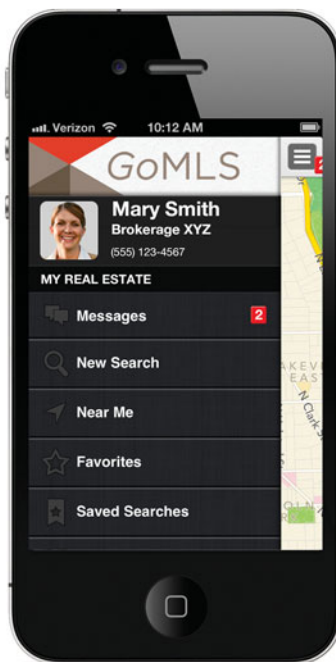 Verizon 10:12 AM
GoMLS
Mary Smith
Brokerage XYZ
(555) 123-4567
MY REAL ESTATE
Messages 2
New Search
Near Me
Favorites
Saved Searches
N Clark S